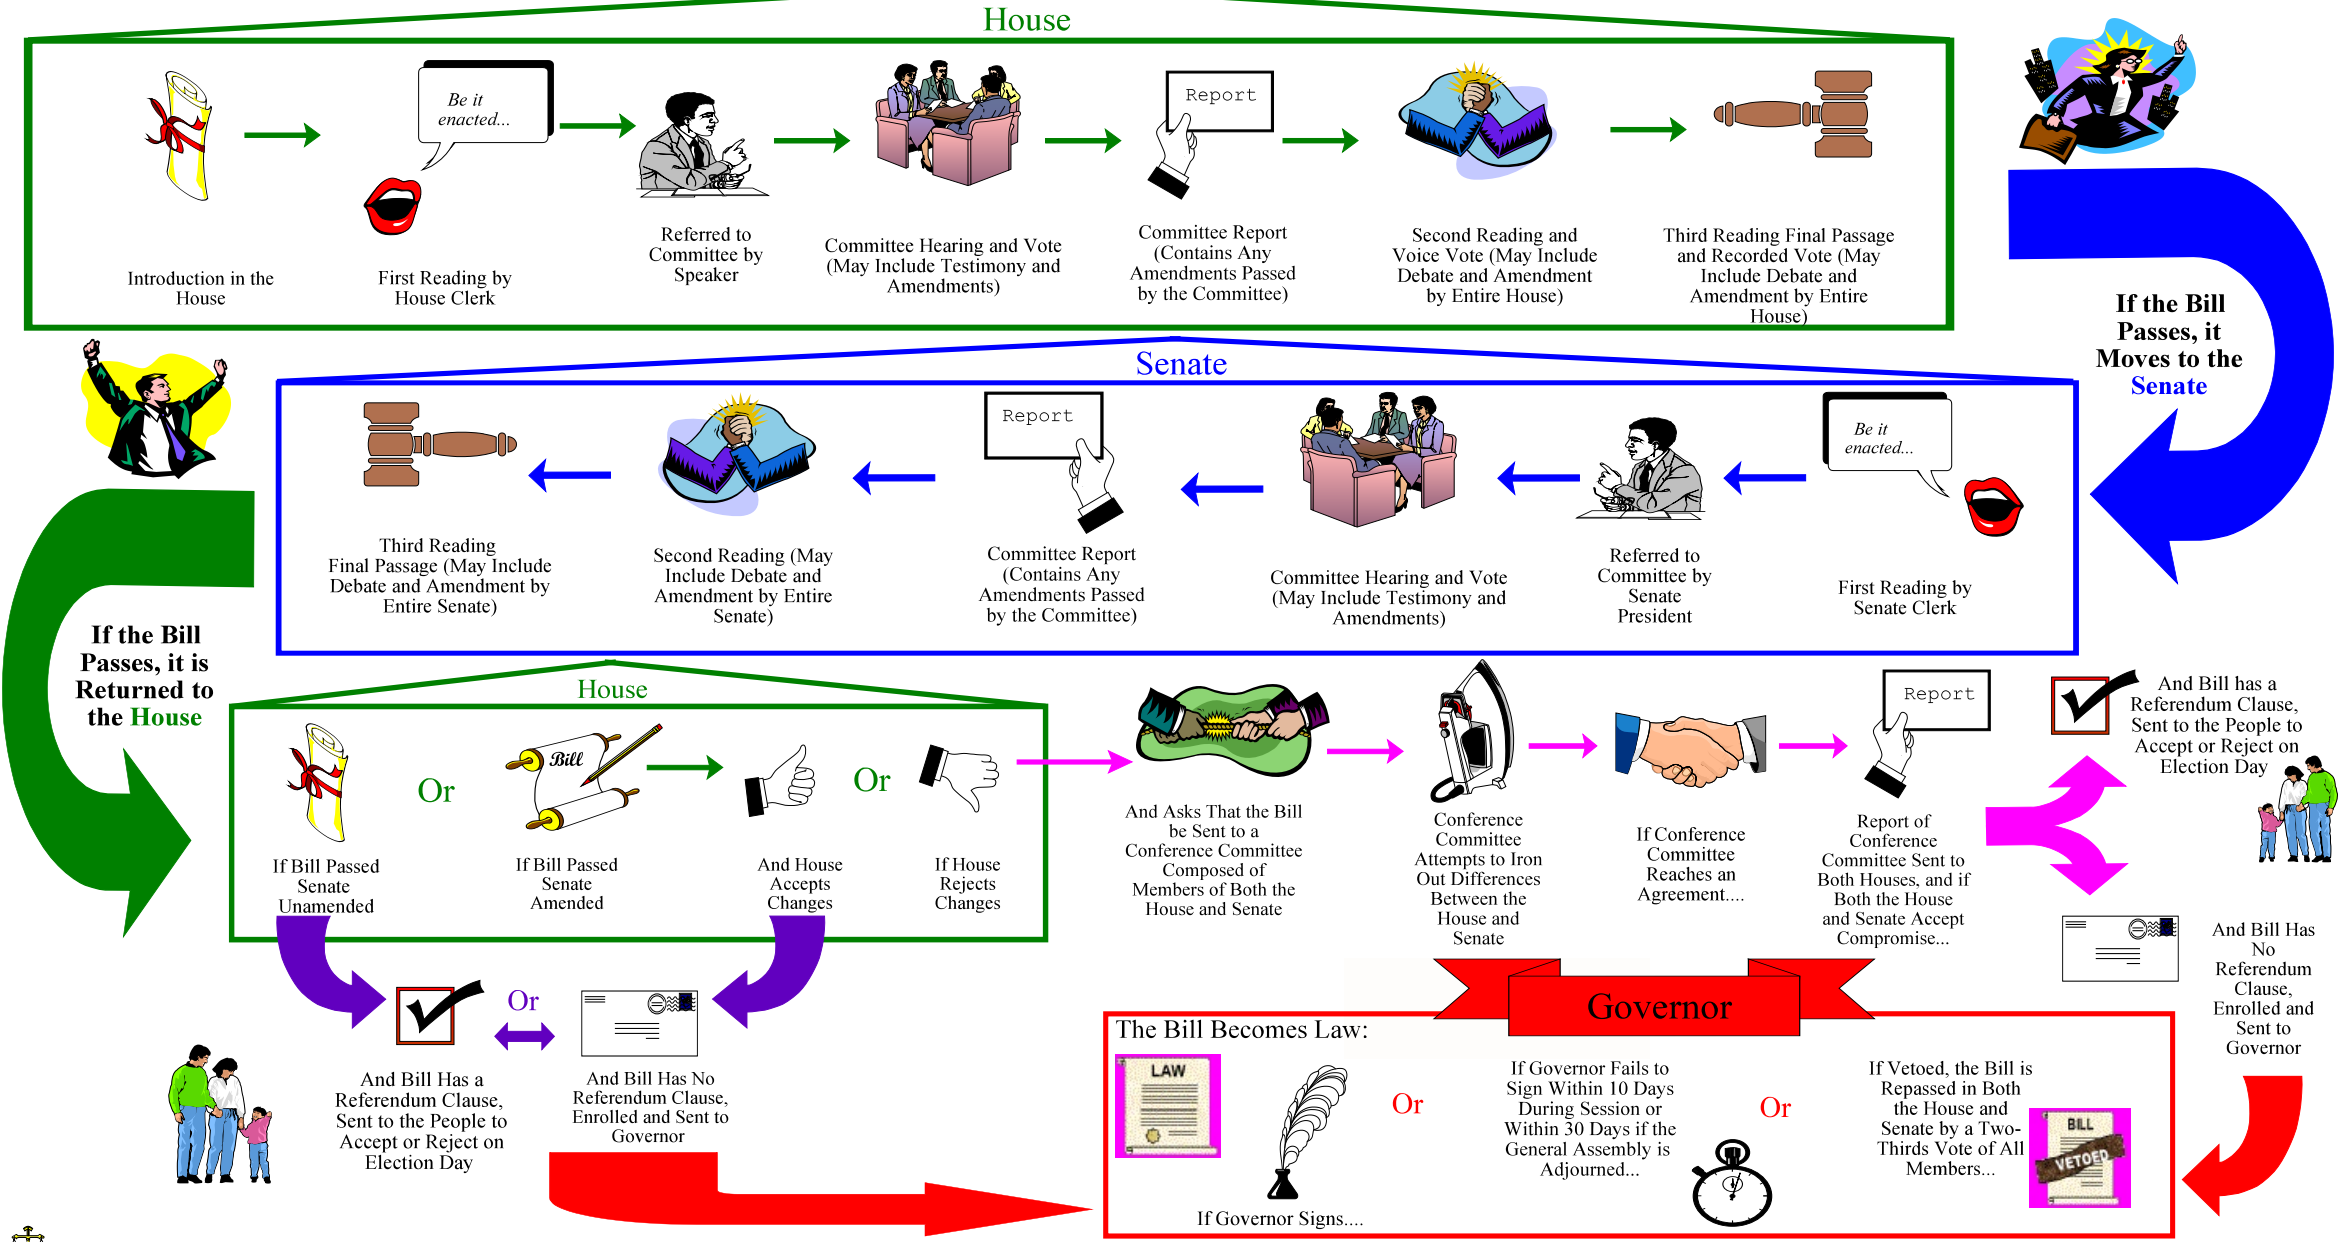 House
Be it
enacted...
Report
Introduction in the
House
First Reading by
House Clerk
Referred to
Committee by
Speaker
Committee Hearing and Vote
(May Include Testimony and
Amendments)
Committee Report
(Contains Any
Amendments Passed
by the Committee)
Second Reading and
Voice Vote (May Include
Debate and Amendment
by Entire House)
Third Reading Final Passage
and Recorded Vote (May
Include Debate and
Amendment by Entire
House)
If the Bill
Passes, it
Moves to the
Senate
Senate
Be it
enacted...
Report
First Reading by
Senate Clerk
Referred to
Committee by
Senate
President
Committee Hearing and Vote
(May Include Testimony and
Amendments)
Committee Report
(Contains Any
Amendments Passed
by the Committee)
Second Reading (May
Include Debate and
Amendment by Entire
Senate)
Third Reading
Final Passage (May Include
Debate and Amendment by
Entire Senate)
If the Bill
Passes, it is
Returned to
the House
House
If Bill Passed
Senate
Unamended
Or
Bill
If Bill Passed
Senate
Amended
And House
Accepts
Changes
Or
If House
Rejects
Changes
And Asks That the Bill
be Sent to a
Conference Committee
Composed of
Members of Both the
House and Senate
Conference
Committee
Attempts to Iron
Out Differences
Between the
House and
Senate
If Conference
Committee
Reaches an
Agreement....
Report
Report of
Conference
Committee Sent to
Both Houses, and if
Both the House
and Senate Accept
Compromise...
And Bill has a
Referendum Clause,
Sent to the People to
Accept or Reject on
Election Day
And Bill Has
No
Referendum
Clause,
Enrolled and
Sent to
Governor
Or
And Bill Has a
Referendum Clause,
Sent to the People to
Accept or Reject on
Election Day
And Bill Has No
Referendum Clause,
Enrolled and Sent to
Governor
Governor
The Bill Becomes Law:
LAW
If Governor Signs....
Or
If Governor Fails to
Sign Within 10 Days
During Session or
Within 30 Days if the
General Assembly is
Adjourned...
Or
If Vetoed, the Bill is
Repassed in Both
the House and
Senate by a Two-
Thirds Vote of All
Members...
BILL
VETOED